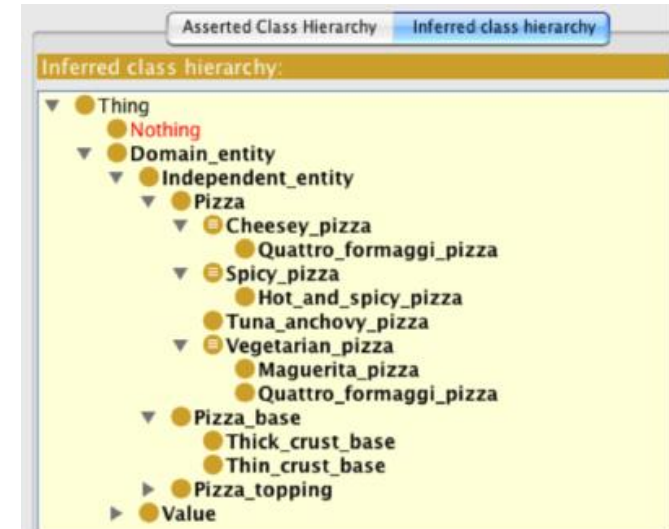 Asserted Class Hierarchy Inferred class hierarchy
Inferred class hierarchy:
Thing
Nothing
Domain_entity
Independent_entity
Pizza
Cheesey_pizza
Quattro_formaggi_pizza
Spicy_pizza
Hot_and_spicy_pizza
Tuna_anchovy_pizza
Vegetarian_pizza
Maguerita_pizza
Quattro_formaggi_pizza
Pizza_base
Thick_crust_base
Thin_crust_base
Pizza_topping
Value